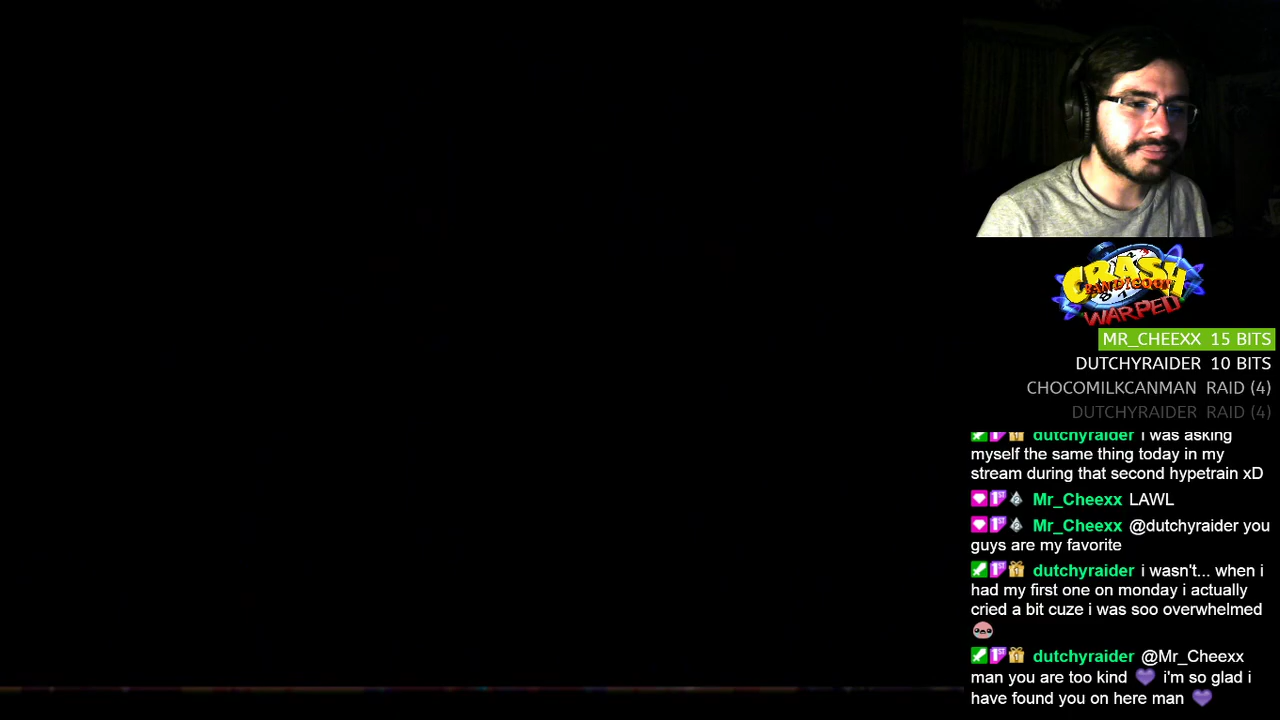 CRASH
BANDICOOT
WARPED
MR_CHEEXX 15 BITS
DUTCHYRAIDER 10 BITS
CHOCOMILKCANMAN RAID (4)
DUTCHYRAIDER RAID (4)
dutchyraider i was asking
myself the same thing today in my
stream during that second hypetrain xD
Mr_Cheexx LAWL
Mr_Cheexx @dutchyraider you
guys are my favorite
dutchyraider i wasn't... when i
had my first one on monday i actually
cried a bit cuze i was soo overwhelmed
dutchyraider @Mr_Cheexx
man you are too kind 💜 i'm so glad i
have found you on here man 💜